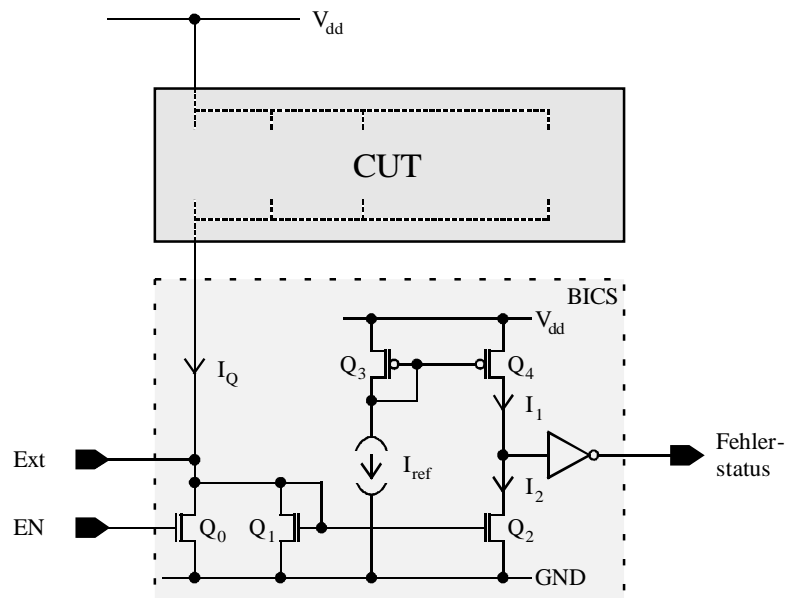 Vdd
CUT
BICS
Vdd
Q3
Q4
IQ
I1
Ext
Iref
Fehler-
status
I2
EN
Q0
Q1
Q2
GND